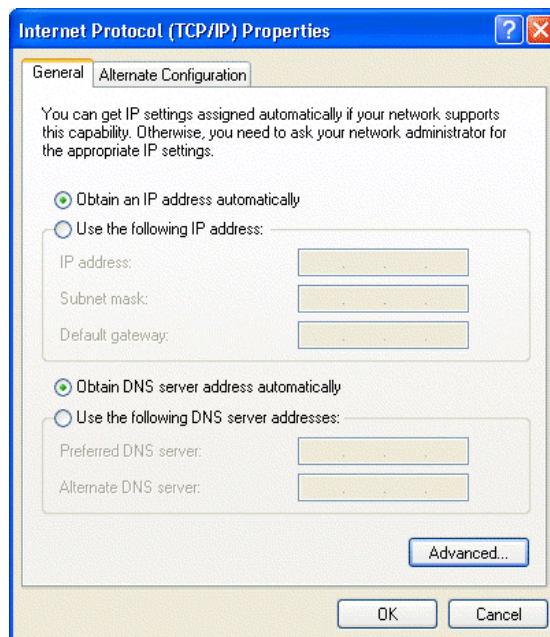 Internet Protocol (TCP/IP) Properties
General Alternate Configuration
You can get IP settings assigned automatically if your network supports
this capability. Otherwise, you need to ask your network administrator for
the appropriate IP settings.
Obtain an IP address automatically
Use the following IP address:
IP address:
Subnet mask:
Default gateway:
Obtain DNS server address automatically
Use the following DNS server addresses:
Preferred DNS server:
Alternate DNS server:
Advanced...
OK Cancel